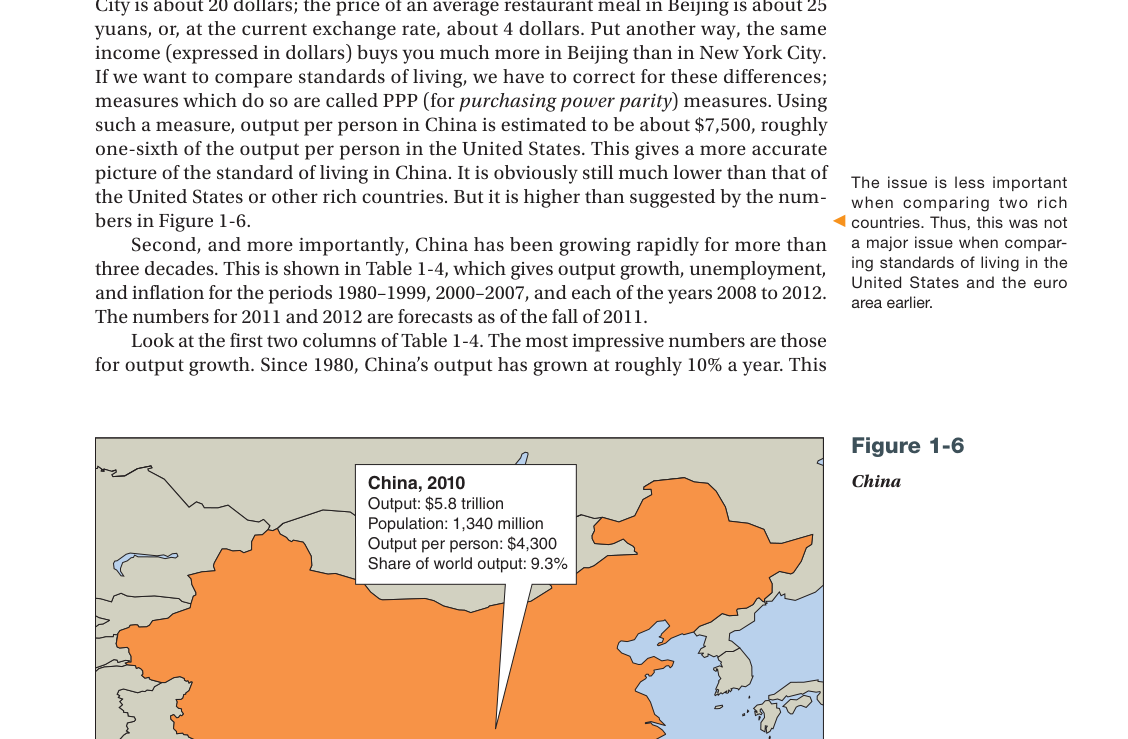 City is about 20 dollars; the price of an average restaurant meal in Beijing is about 25
yuans, or, at the current exchange rate, about 4 dollars. Put another way, the same
income (expressed in dollars) buys you much more in Beijing than in New York City.
If we want to compare standards of living, we have to correct for these differences;
measures which do so are called PPP (for purchasing power parity) measures. Using
such a measure, output per person in China is estimated to be about $7,500, roughly
one-sixth of the output per person in the United States. This gives a more accurate
picture of the standard of living in China. It is obviously still much lower than that of
the United States or other rich countries. But it is higher than suggested by the num-
bers in Figure 1-6.
Second, and more importantly, China has been growing rapidly for more than
three decades. This is shown in Table 1-4, which gives output growth, unemployment,
and inflation for the periods 1980–1999, 2000–2007, and each of the years 2008 to 2012.
The numbers for 2011 and 2012 are forecasts as of the fall of 2011.
Look at the first two columns of Table 1-4. The most impressive numbers are those
for output growth. Since 1980, China's output has grown at roughly 10% a year. This
The issue is less important
when comparing two rich
countries. Thus, this was not
a major issue when compar-
ing standards of living in the
United States and the euro
area earlier.
Figure 1-6
China
China, 2010
Output: $5.8 trillion
Population: 1,340 million
Output per person: $4,300
Share of world output: 9.3%